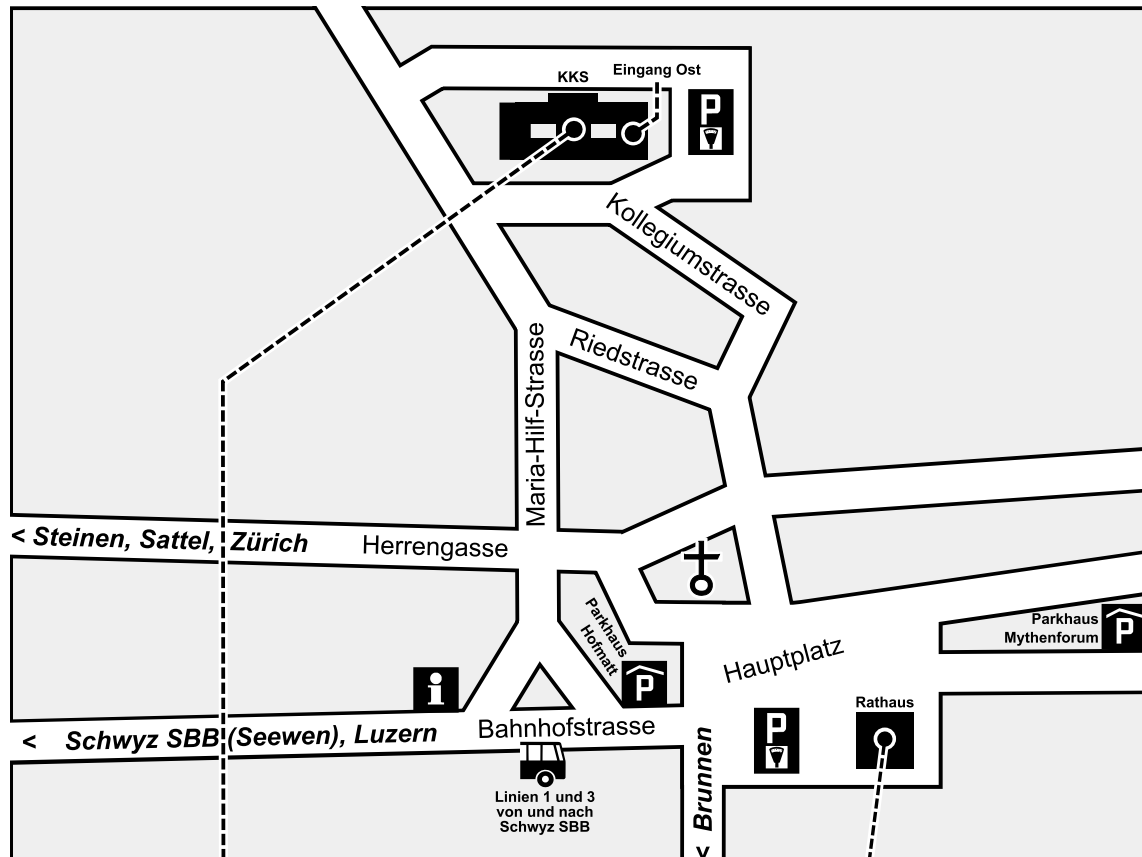 KKS
Eingang Ost
P
Kollegiumstrasse
Riedstrasse
Maria-Hilf-Strasse
< Steinen, Sattel, Zürich
Herrengasse
Parkhaus
Hofmatt
P
Parkhaus
Mythenforum
P
Hauptplatz
i
Bahnhofstrasse
< Schwyz SBB (Seewen), Luzern
Rathaus
P
< Brunnen
Linien 1 und 3
von und nach
Schwyz SBB